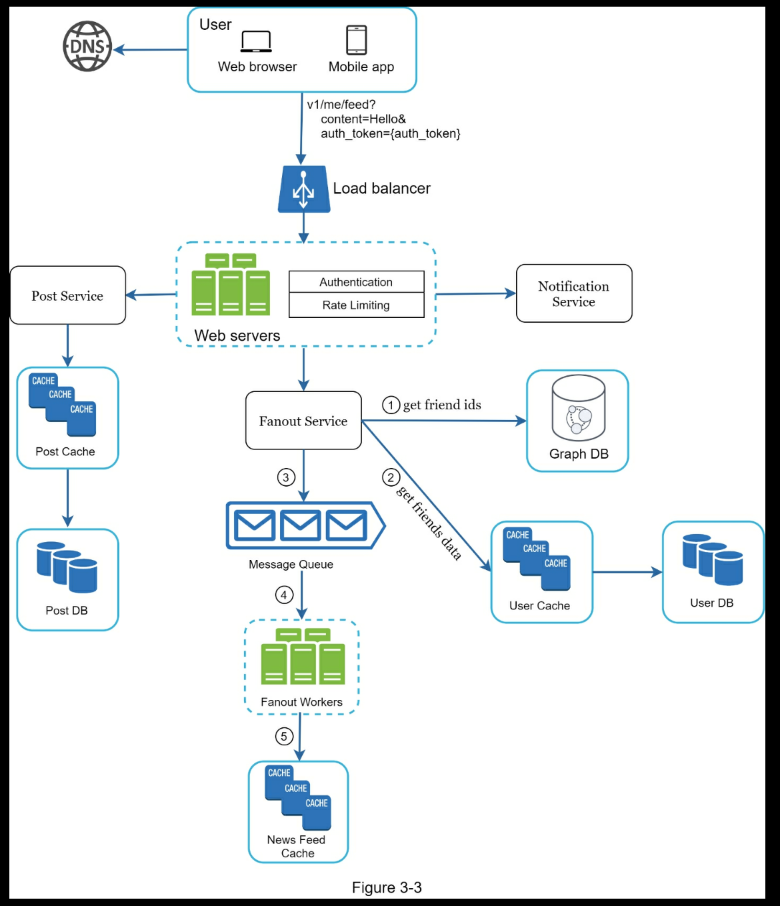 User
DNS
Web browser
Mobile app
v1/me/feed?
content=Hello&
auth_token={auth_token}
Load balancer
Authentication
Rate Limiting
Web servers
Post Service
Notification
Service
CACHE
CACHE
CACHE
Post Cache
Fanout Service
1 get friend ids
Graph DB
2 get friends data
3
Message Queue
CACHE
CACHE
CACHE
User Cache
User DB
Post DB
4
Fanout Workers
5
CACHE
CACHE
CACHE
News Feed
Cache
Figure 3-3